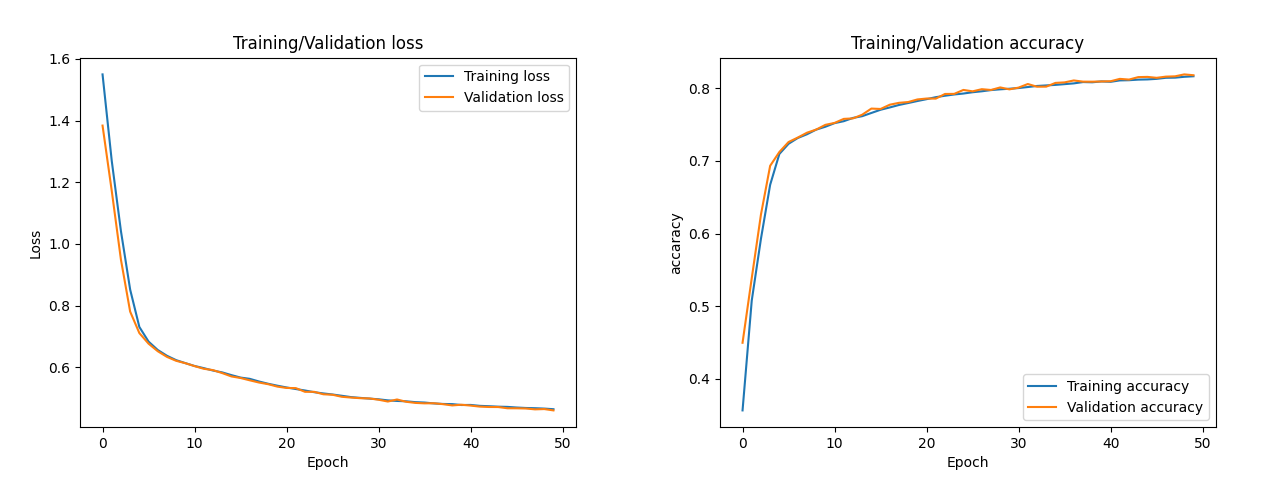 Training/Validation loss
1.6
1.4
1.2
1.0
0.8
0.6
Loss
Training loss
Validation loss
0 10 20 30 40 50
Epoch
Training/Validation accuracy
0.8
0.7
0.6
0.5
0.4
accaracy
Training accuracy
Validation accuracy
0 10 20 30 40 50
Epoch